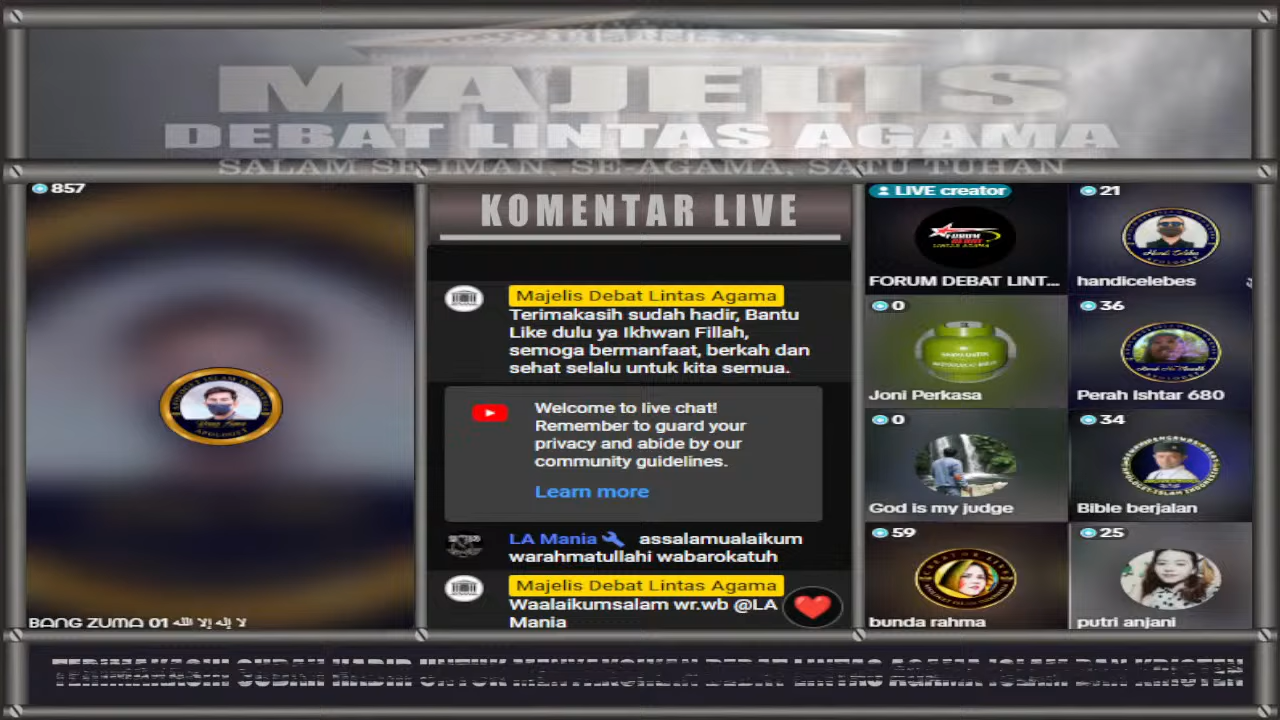 MAJELIS
DEBAT LINTAS AGAMA
SALAM SE-IMAN, SE-AGAMA, SATU TUHAN
857
BANG ZUMA 01 لا إله إلا الله
KOMENTAR LIVE
Majelis Debat Lintas Agama
Terimakasih sudah hadir, Bantu
Like dulu ya Ikhwan Fillah,
semoga bermanfaat, berkah dan
sehat selalu untuk kita semua.
Welcome to live chat!
Remember to guard your
privacy and abide by our
community guidelines.
Learn more
LA Mania assalamualaikum
warahmatullahi wabarokatuh
Majelis Debat Lintas Agama
Waalaikumsalam wr.wb @LA
Mania
LIVE creator
FORUM DEBAT LINT...
21
handicelebes
0
Joni Perkasa
36
Perah Ishtar 680
0
God is my judge
34
Bible berjalan
59
bunda rahma
25
putri anjani
TERIMAKASIH SUDAH HADIR UNTUK MENYAKSIKAN DEBAT LINTAS AGAMA ISLAM DAN KRISTEN